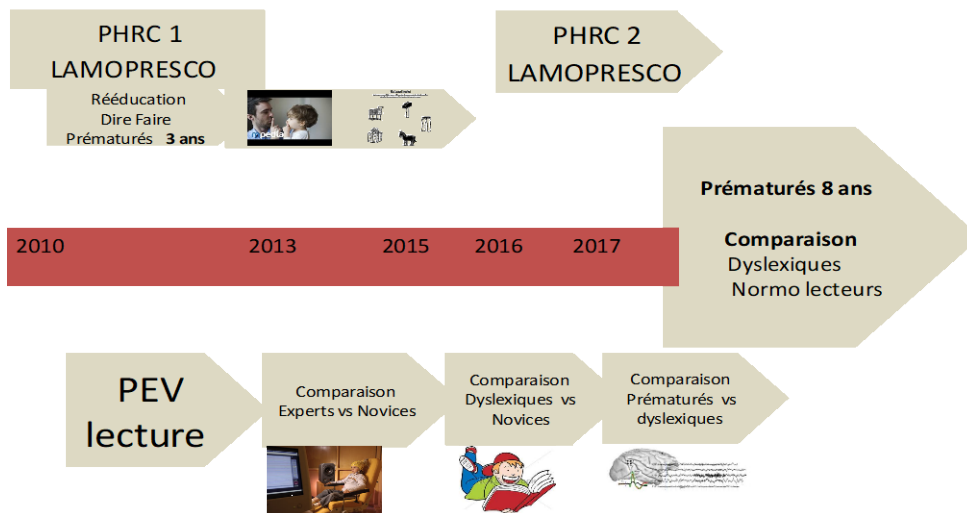 PHRC 1
LAMOPRESCO
PHRC 2
LAMOPRESCO
Rééducation
Dire Faire
Prématurés 3 ans
Prématurés 8 ans
Comparaison
Dyslexiques
Normo lecteurs
2010 2013 2015 2016 2017
PEV
lecture
Comparaison
Experts vs Novices
Comparaison
Dyslexiques vs
Novices
Comparaison
Prématurés vs
dyslexiques